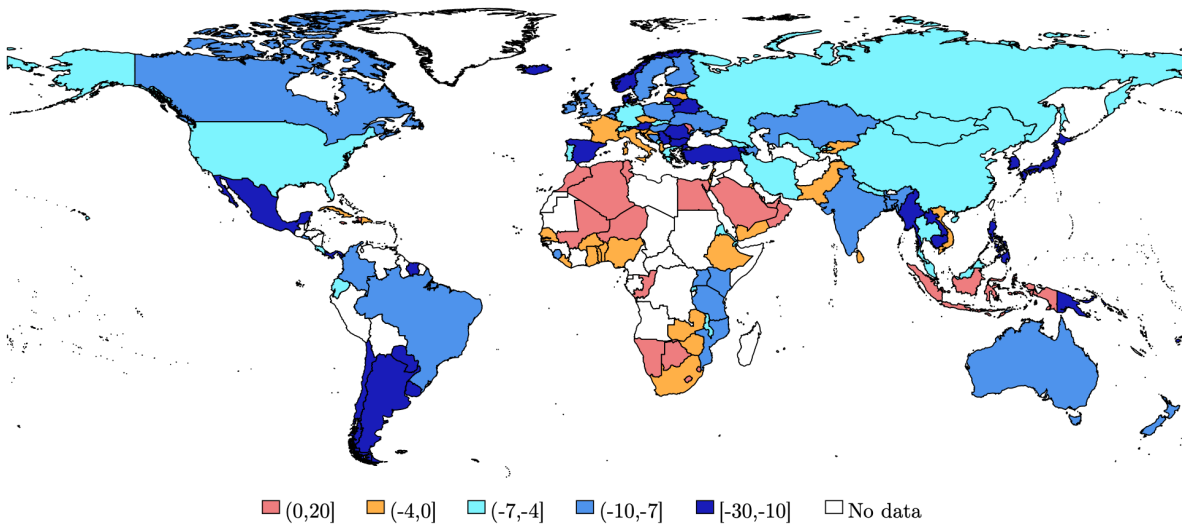 (0,20] (-4,0] (-7,-4] (-10,-7] [-30,-10] No data